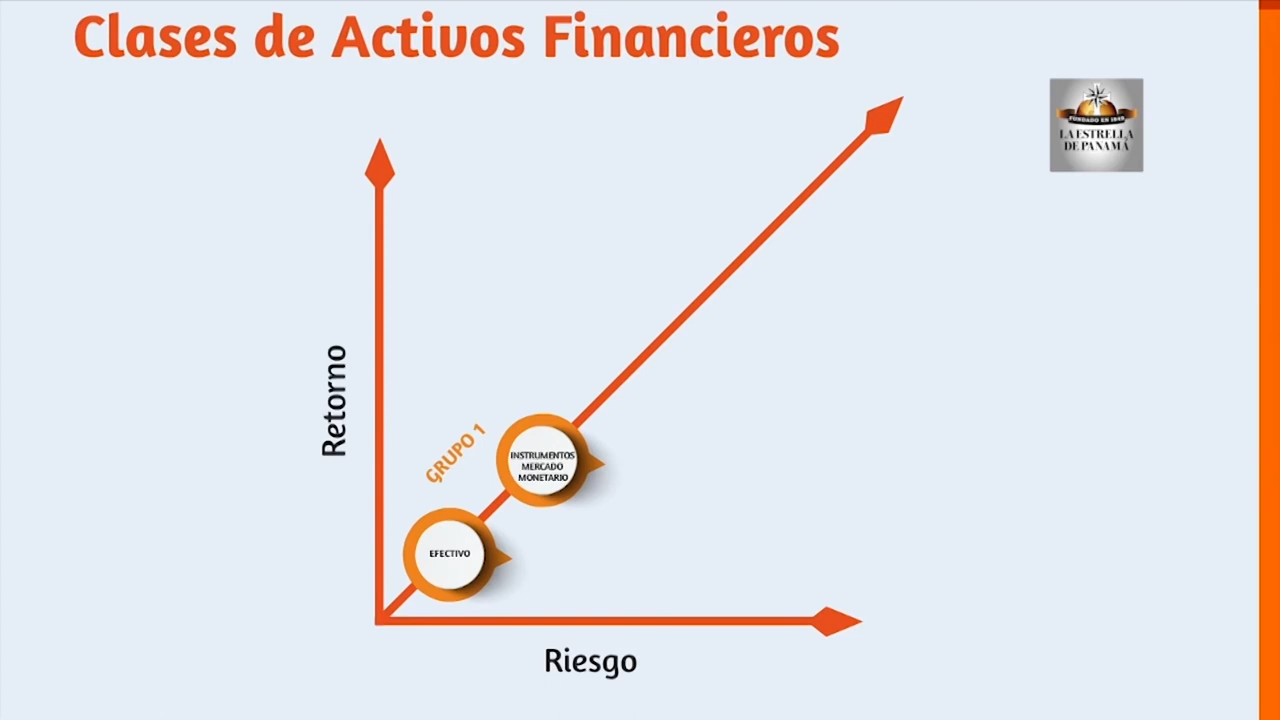 Clases de Activos Financieros
FUNDADO EN 1849
LA ESTRELLA
DE PANAMÁ
Retorno
GRUPO 1
INSTRUMENTOS
MERCADO
MONETARIO
EFECTIVO
Riesgo